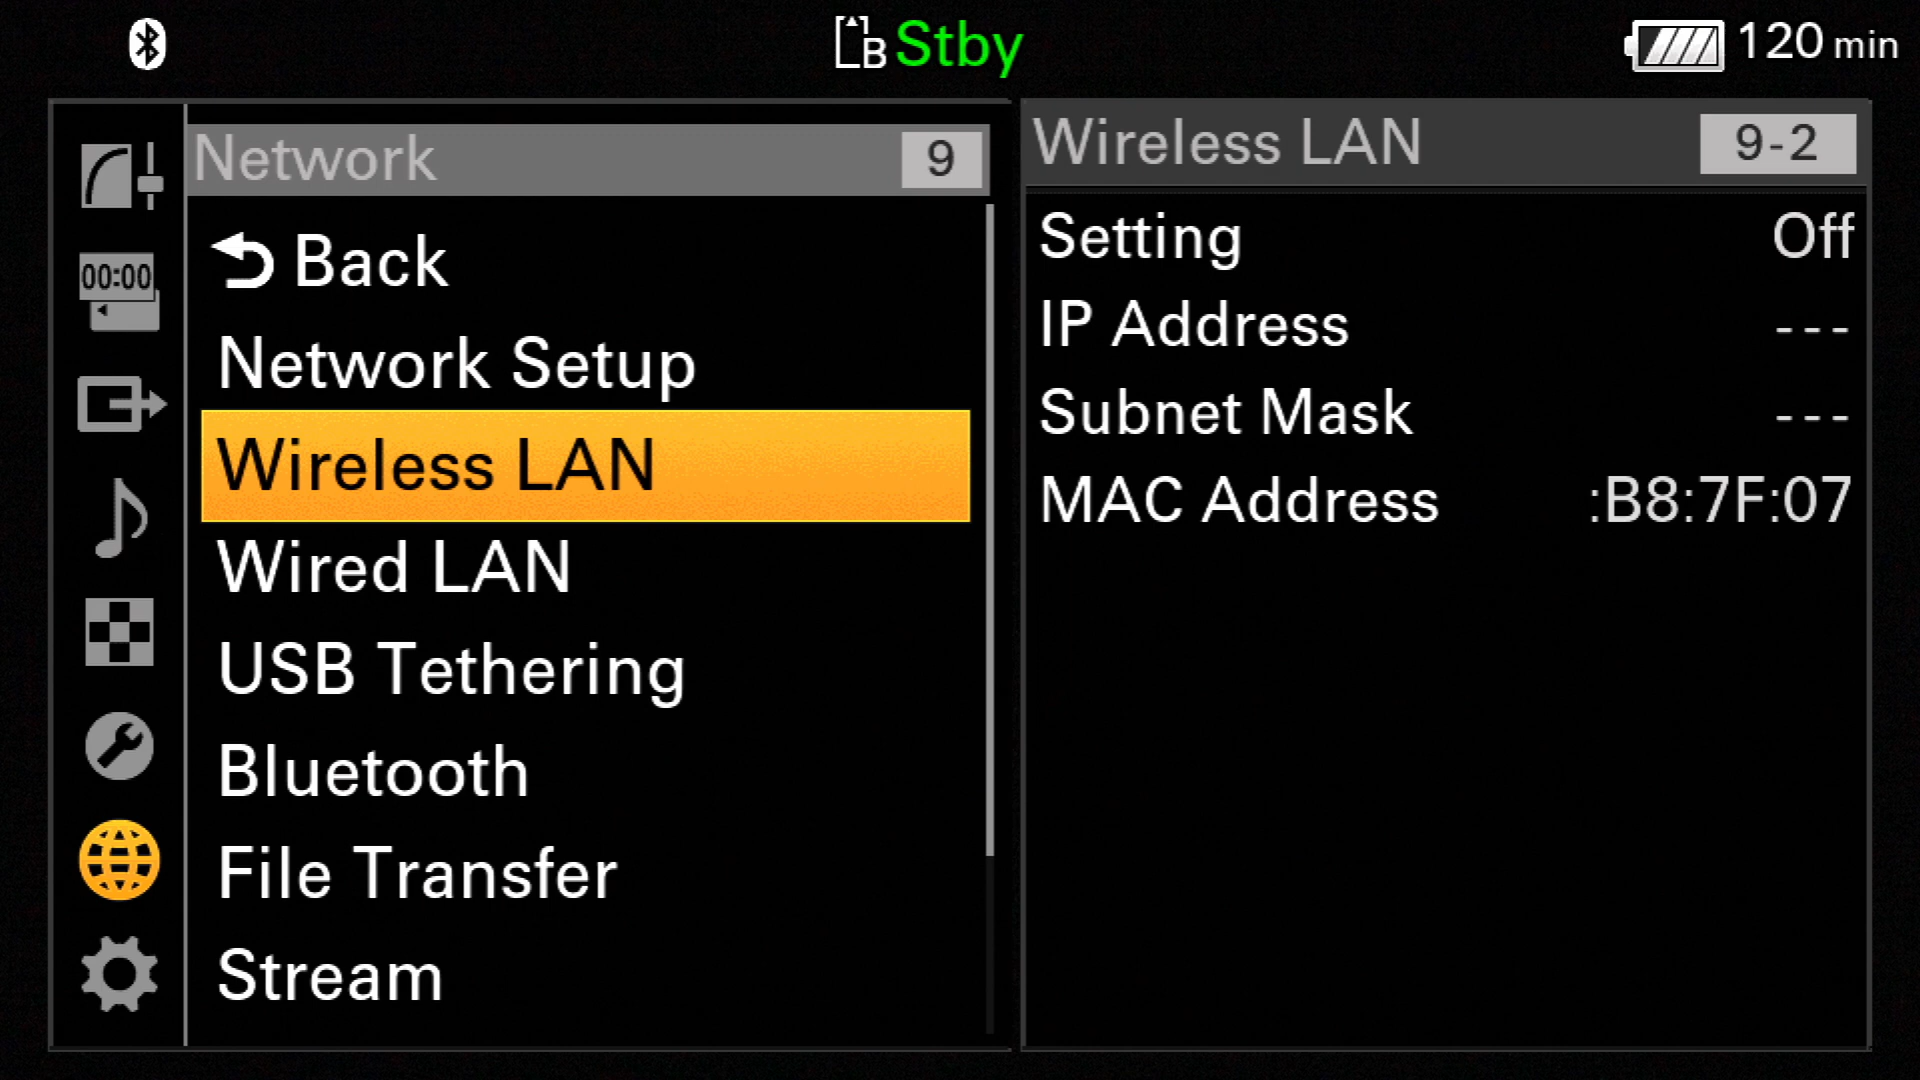 B Stby
120 min
00:00
Network 9
Back
Network Setup
Wireless LAN
Wired LAN
USB Tethering
Bluetooth
File Transfer
Stream
Wireless LAN 9-2
Setting Off
IP Address ---
Subnet Mask ---
MAC Address :B8:7F:07